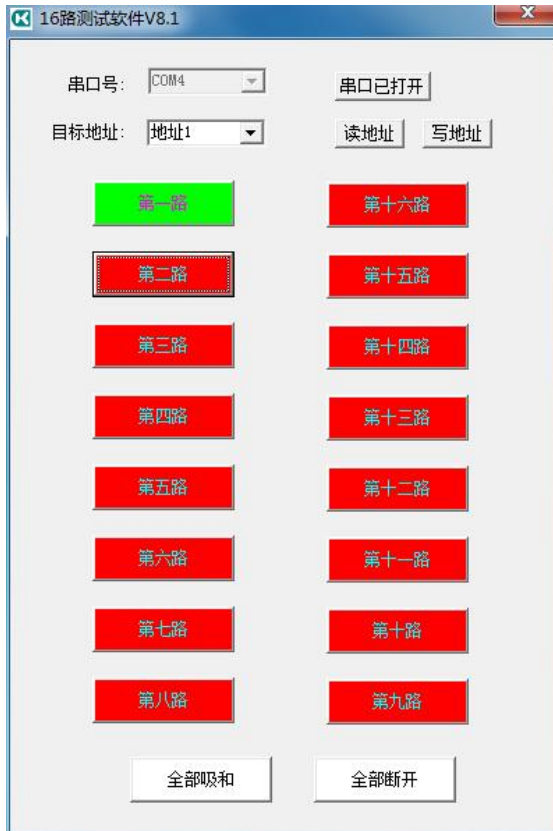 16路测试软件V8.1
串口号: COM4 串口已打开
目标地址: 地址1 读地址 写地址
第一路 第十六路
第二路 第十五路
第三路 第十四路
第四路 第十三路
第五路 第十二路
第六路 第十一路
第七路 第十路
第八路 第九路
全部吸和 全部断开